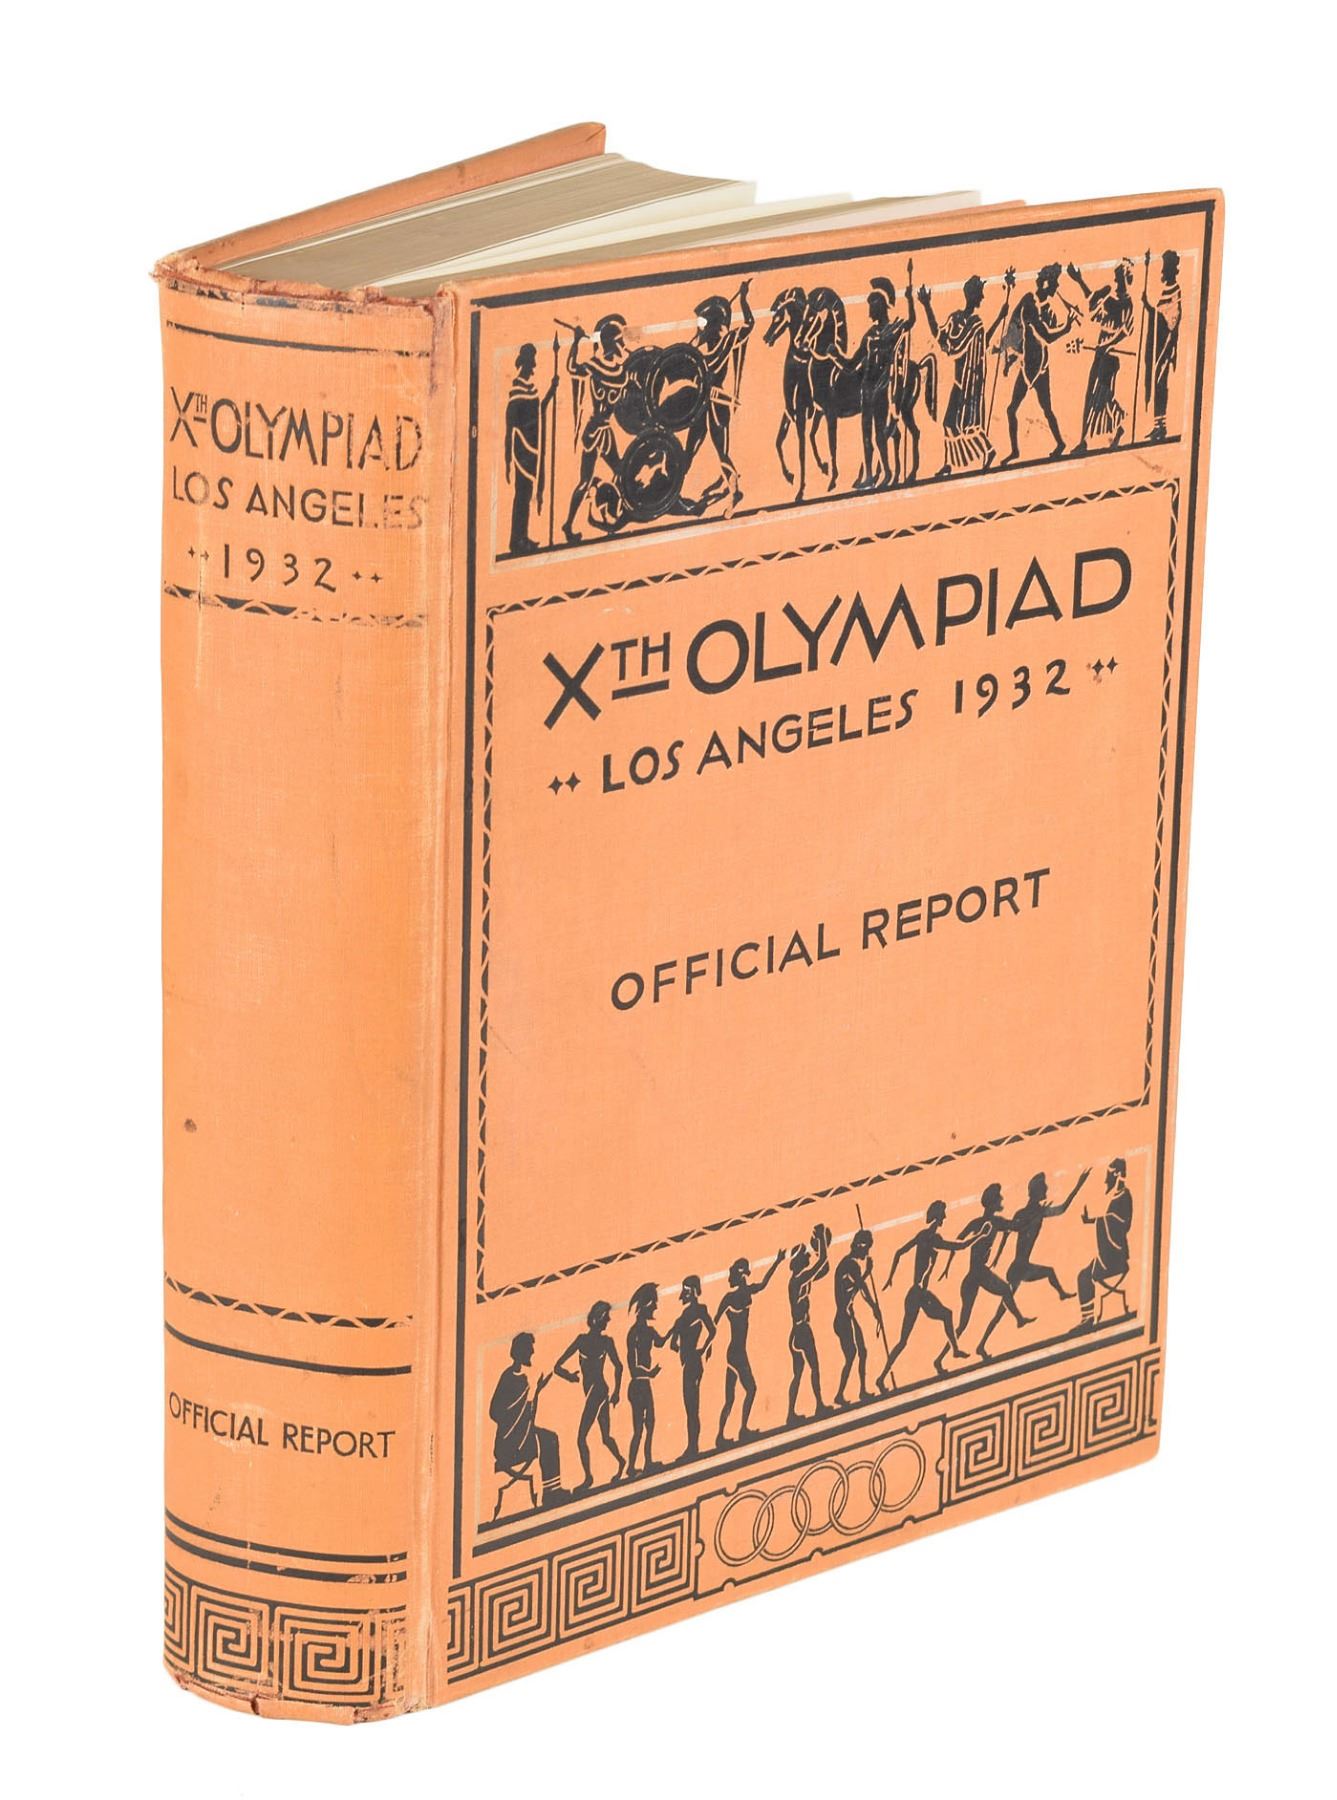 XTH OLYMPIAD
LOS ANGELES
1932
OFFICIAL REPORT
XTH OLYMPIAD
LOS ANGELES 1932
OFFICIAL REPORT